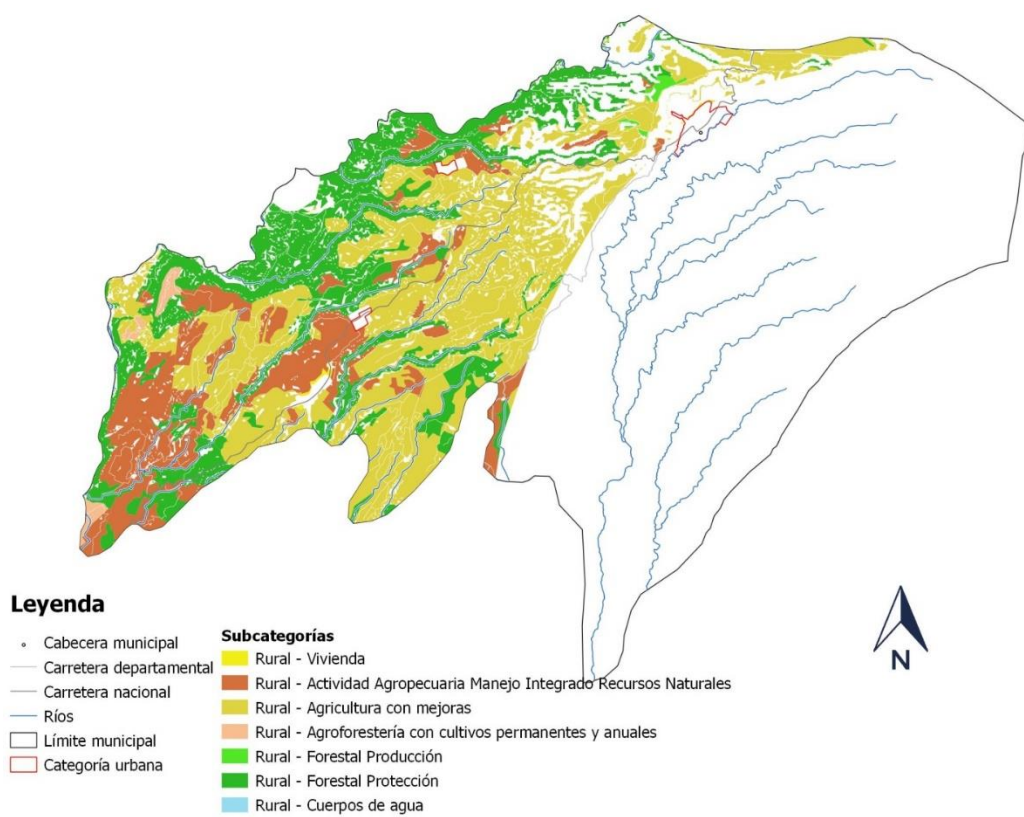 Leyenda
Cabecera municipal
Carretera departamental
Carretera nacional
Ríos
Límite municipal
Categoría urbana
Subcategorías
Rural - Vivienda
Rural - Actividad Agropecuaria Manejo Integrado Recursos Naturales
Rural - Agricultura con mejoras
Rural - Agroforestería con cultivos permanentes y anuales
Rural - Forestal Producción
Rural - Forestal Protección
Rural - Cuerpos de agua
N